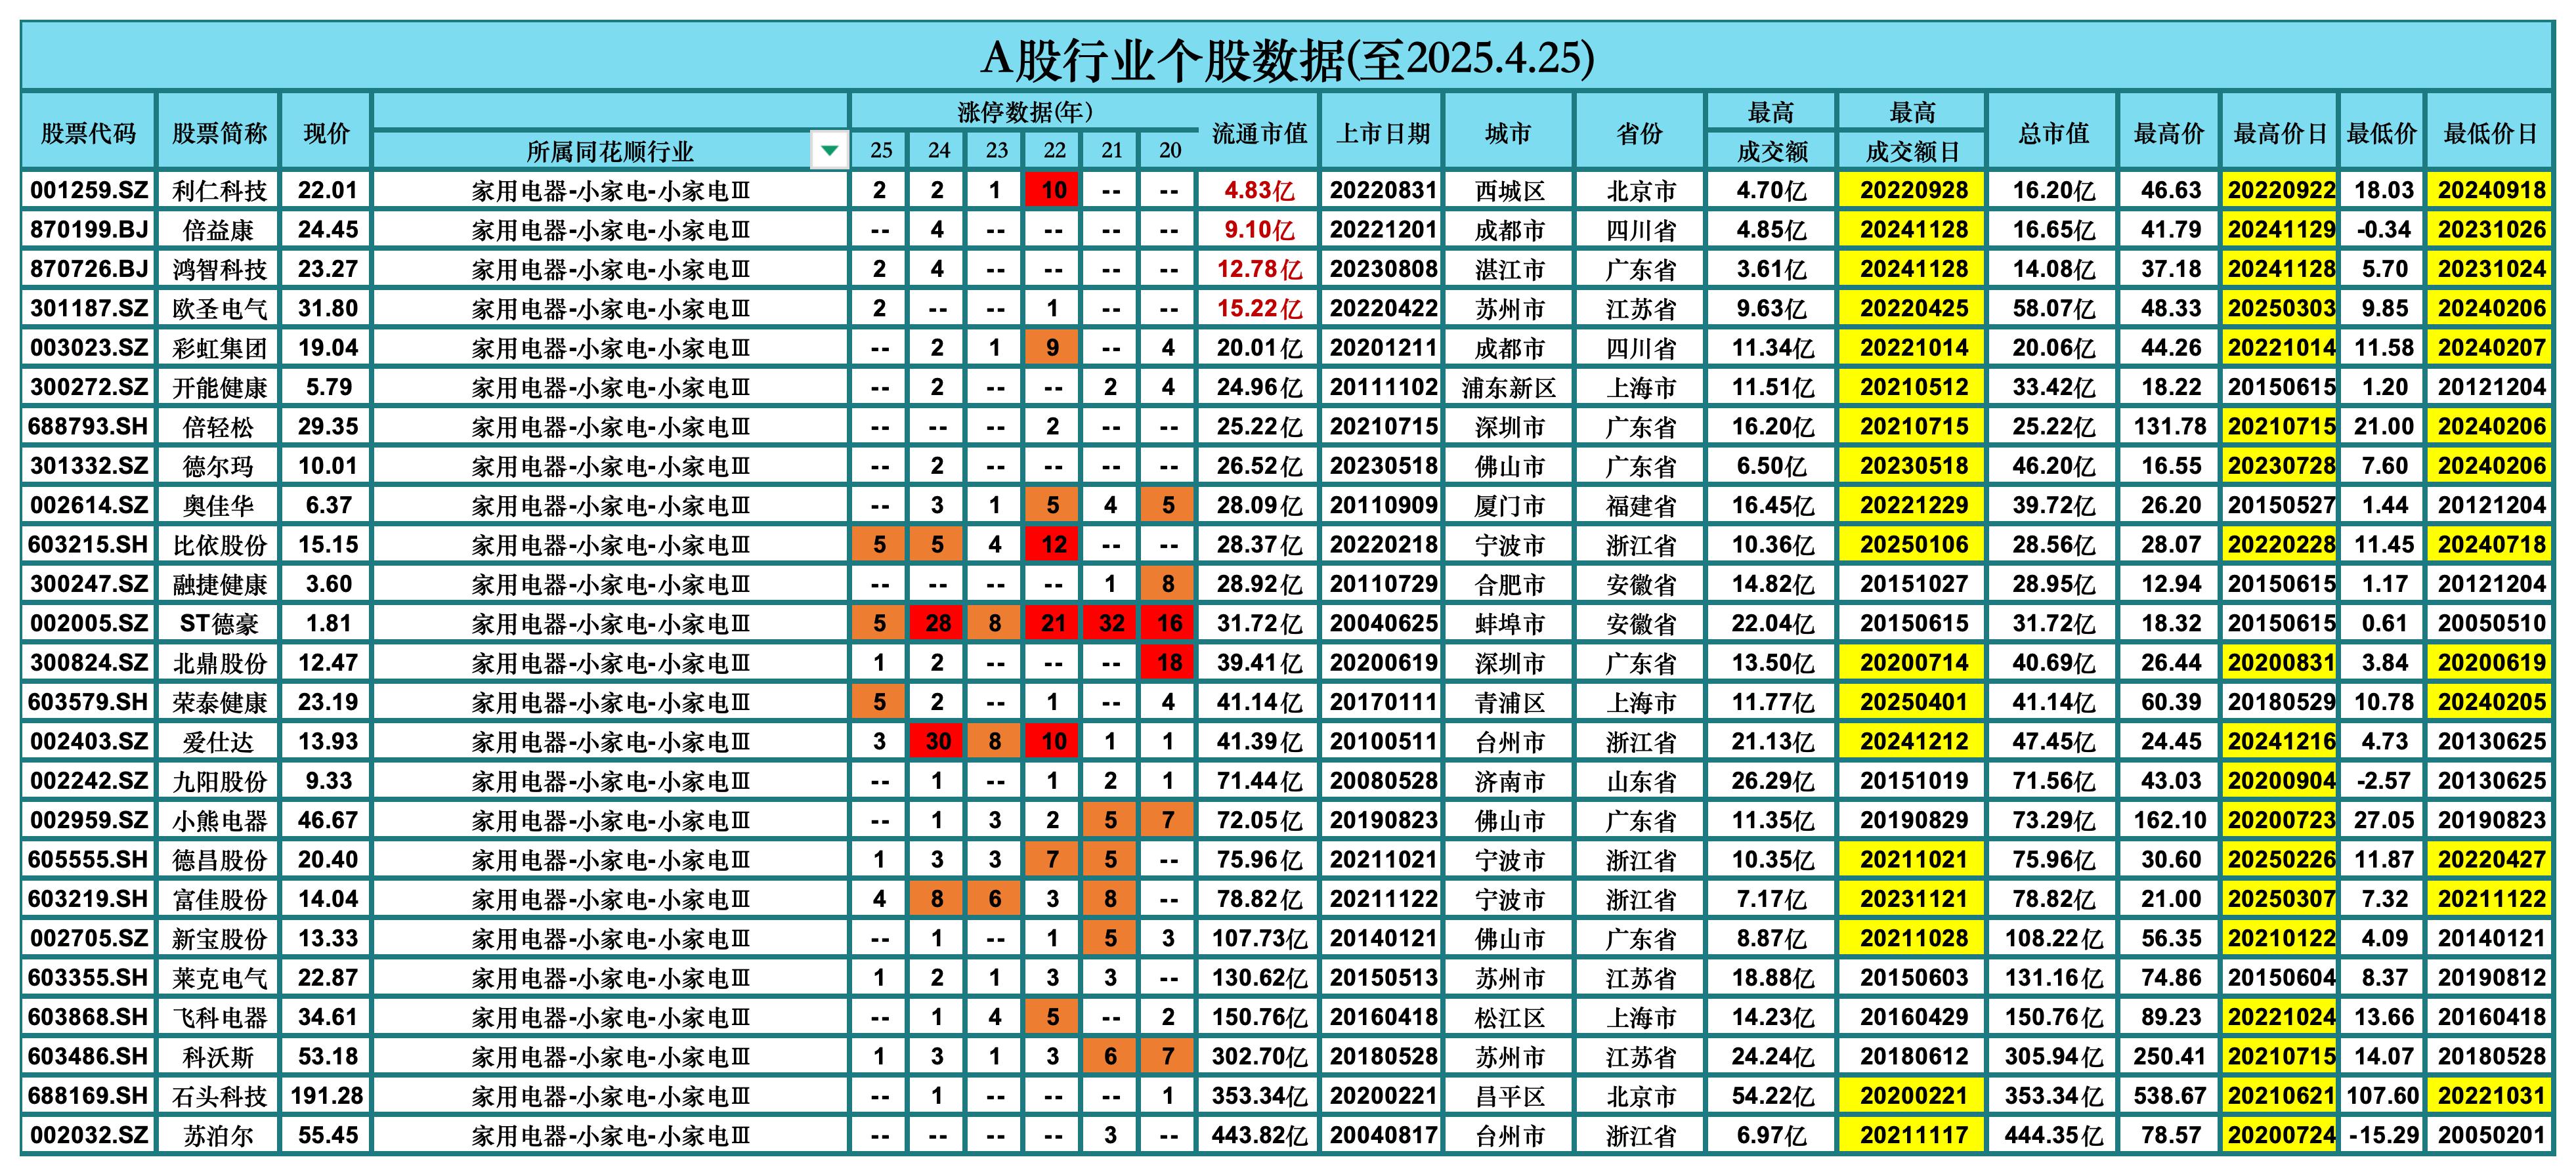 A股行业个股数据(至2025.4.25)
股票代码 股票简称 现价 所属同花顺行业 涨停数据(年) 流通市值 上市日期 城市 省份 最高 最高 总市值 最高价 最高价日 最低价 最低价日
25 24 23 22 21 20 成交额 成交额日
001259.SZ 利仁科技 22.01 家用电器-小家电-小家电Ⅲ 2 2 1 10 -- -- 4.83亿 20220831 西城区 北京市 4.70亿 20220928 16.20亿 46.63 20220922 18.03 20240918
870199.BJ 倍益康 24.45 家用电器-小家电-小家电Ⅲ -- 4 -- -- -- -- 9.10亿 20221201 成都市 四川省 4.85亿 20241128 16.65亿 41.79 20241129 -0.34 20231026
870726.BJ 鸿智科技 23.27 家用电器-小家电-小家电Ⅲ 2 4 -- -- -- -- 12.78亿 20230808 湛江市 广东省 3.61亿 20241128 14.08亿 37.18 20241128 5.70 20231024
301187.SZ 欧圣电气 31.80 家用电器-小家电-小家电Ⅲ 2 -- -- 1 -- -- 15.22亿 20220422 苏州市 江苏省 9.63亿 20220425 58.07亿 48.33 20250303 9.85 20240206
003023.SZ 彩虹集团 19.04 家用电器-小家电-小家电Ⅲ -- 2 1 9 -- 4 20.01亿 20201211 成都市 四川省 11.34亿 20221014 20.06亿 44.26 20221014 11.58 20240207
300272.SZ 开能健康 5.79 家用电器-小家电-小家电Ⅲ -- 2 -- -- 2 4 24.96亿 20111102 浦东新区 上海市 11.51亿 20210512 33.42亿 18.22 20150615 1.20 20121204
688793.SH 倍轻松 29.35 家用电器-小家电-小家电Ⅲ -- -- -- 2 -- -- 25.22亿 20210715 深圳市 广东省 16.20亿 20210715 25.22亿 131.78 20210715 21.00 20240206
301332.SZ 德尔玛 10.01 家用电器-小家电-小家电Ⅲ -- 2 -- -- -- -- 26.52亿 20230518 佛山市 广东省 6.50亿 20230518 46.20亿 16.55 20230728 7.60 20240206
002614.SZ 奥佳华 6.37 家用电器-小家电-小家电Ⅲ -- 3 1 5 4 5 28.09亿 20110909 厦门市 福建省 16.45亿 20221229 39.72亿 26.20 20150527 1.44 20121204
603215.SH 比依股份 15.15 家用电器-小家电-小家电Ⅲ 5 5 4 12 -- -- 28.37亿 20220218 宁波市 浙江省 10.36亿 20250106 28.56亿 28.07 20220228 11.45 20240718
300247.SZ 融捷健康 3.60 家用电器-小家电-小家电Ⅲ -- -- -- -- 1 8 28.92亿 20110729 合肥市 安徽省 14.82亿 20151027 28.95亿 12.94 20150615 1.17 20121204
002005.SZ ST德豪 1.81 家用电器-小家电-小家电Ⅲ 5 28 8 21 32 16 31.72亿 20040625 蚌埠市 安徽省 22.04亿 20150615 31.72亿 18.32 20150615 0.61 20050510
300824.SZ 北鼎股份 12.47 家用电器-小家电-小家电Ⅲ 1 2 -- -- -- 18 39.41亿 20200619 深圳市 广东省 13.50亿 20200714 40.69亿 26.44 20200831 3.84 20200619
603579.SH 荣泰健康 23.19 家用电器-小家电-小家电Ⅲ 5 2 -- 1 -- 4 41.14亿 20170111 青浦区 上海市 11.77亿 20250401 41.14亿 60.39 20180529 10.78 20240205
002403.SZ 爱仕达 13.93 家用电器-小家电-小家电Ⅲ 3 30 8 10 1 1 41.39亿 20100511 台州市 浙江省 21.13亿 20241212 47.45亿 24.45 20241216 4.73 20130625
002242.SZ 九阳股份 9.33 家用电器-小家电-小家电Ⅲ -- 1 -- 1 2 1 71.44亿 20080528 济南市 山东省 26.29亿 20151019 71.56亿 43.03 20200904 -2.57 20130625
002959.SZ 小熊电器 46.67 家用电器-小家电-小家电Ⅲ -- 1 3 2 5 7 72.05亿 20190823 佛山市 广东省 11.35亿 20190829 73.29亿 162.10 20200723 27.05 20190823
605555.SH 德昌股份 20.40 家用电器-小家电-小家电Ⅲ 1 3 3 7 5 -- 75.96亿 20211021 宁波市 浙江省 10.35亿 20211021 75.96亿 30.60 20250226 11.87 20220427
603219.SH 富佳股份 14.04 家用电器-小家电-小家电Ⅲ 4 8 6 3 8 -- 78.82亿 20211122 宁波市 浙江省 7.17亿 20231121 78.82亿 21.00 20250307 7.32 20211122
002705.SZ 新宝股份 13.33 家用电器-小家电-小家电Ⅲ -- 1 -- 1 5 3 107.73亿 20140121 佛山市 广东省 8.87亿 20211028 108.22亿 56.35 20210122 4.09 20140121
603355.SH 莱克电气 22.87 家用电器-小家电-小家电Ⅲ 1 2 1 3 3 -- 130.62亿 20150513 苏州市 江苏省 18.88亿 20150603 131.16亿 74.86 20150604 8.37 20190812
603868.SH 飞科电器 34.61 家用电器-小家电-小家电Ⅲ -- 1 4 5 -- 2 150.76亿 20160418 松江区 上海市 14.23亿 20160429 150.76亿 89.23 20221024 13.66 20160418
603486.SH 科沃斯 53.18 家用电器-小家电-小家电Ⅲ 1 3 1 3 6 7 302.70亿 20180528 苏州市 江苏省 24.24亿 20180612 305.94亿 250.41 20210715 14.07 20180528
688169.SH 石头科技 191.28 家用电器-小家电-小家电Ⅲ -- 1 -- -- -- 1 353.34亿 20200221 昌平区 北京市 54.22亿 20200221 353.34亿 538.67 20210621 107.60 20221031
002032.SZ 苏泊尔 55.45 家用电器-小家电-小家电Ⅲ -- -- -- -- 3 -- 443.82亿 20040817 台州市 浙江省 6.97亿 20211117 444.35亿 78.57 20200724 -15.29 20050201